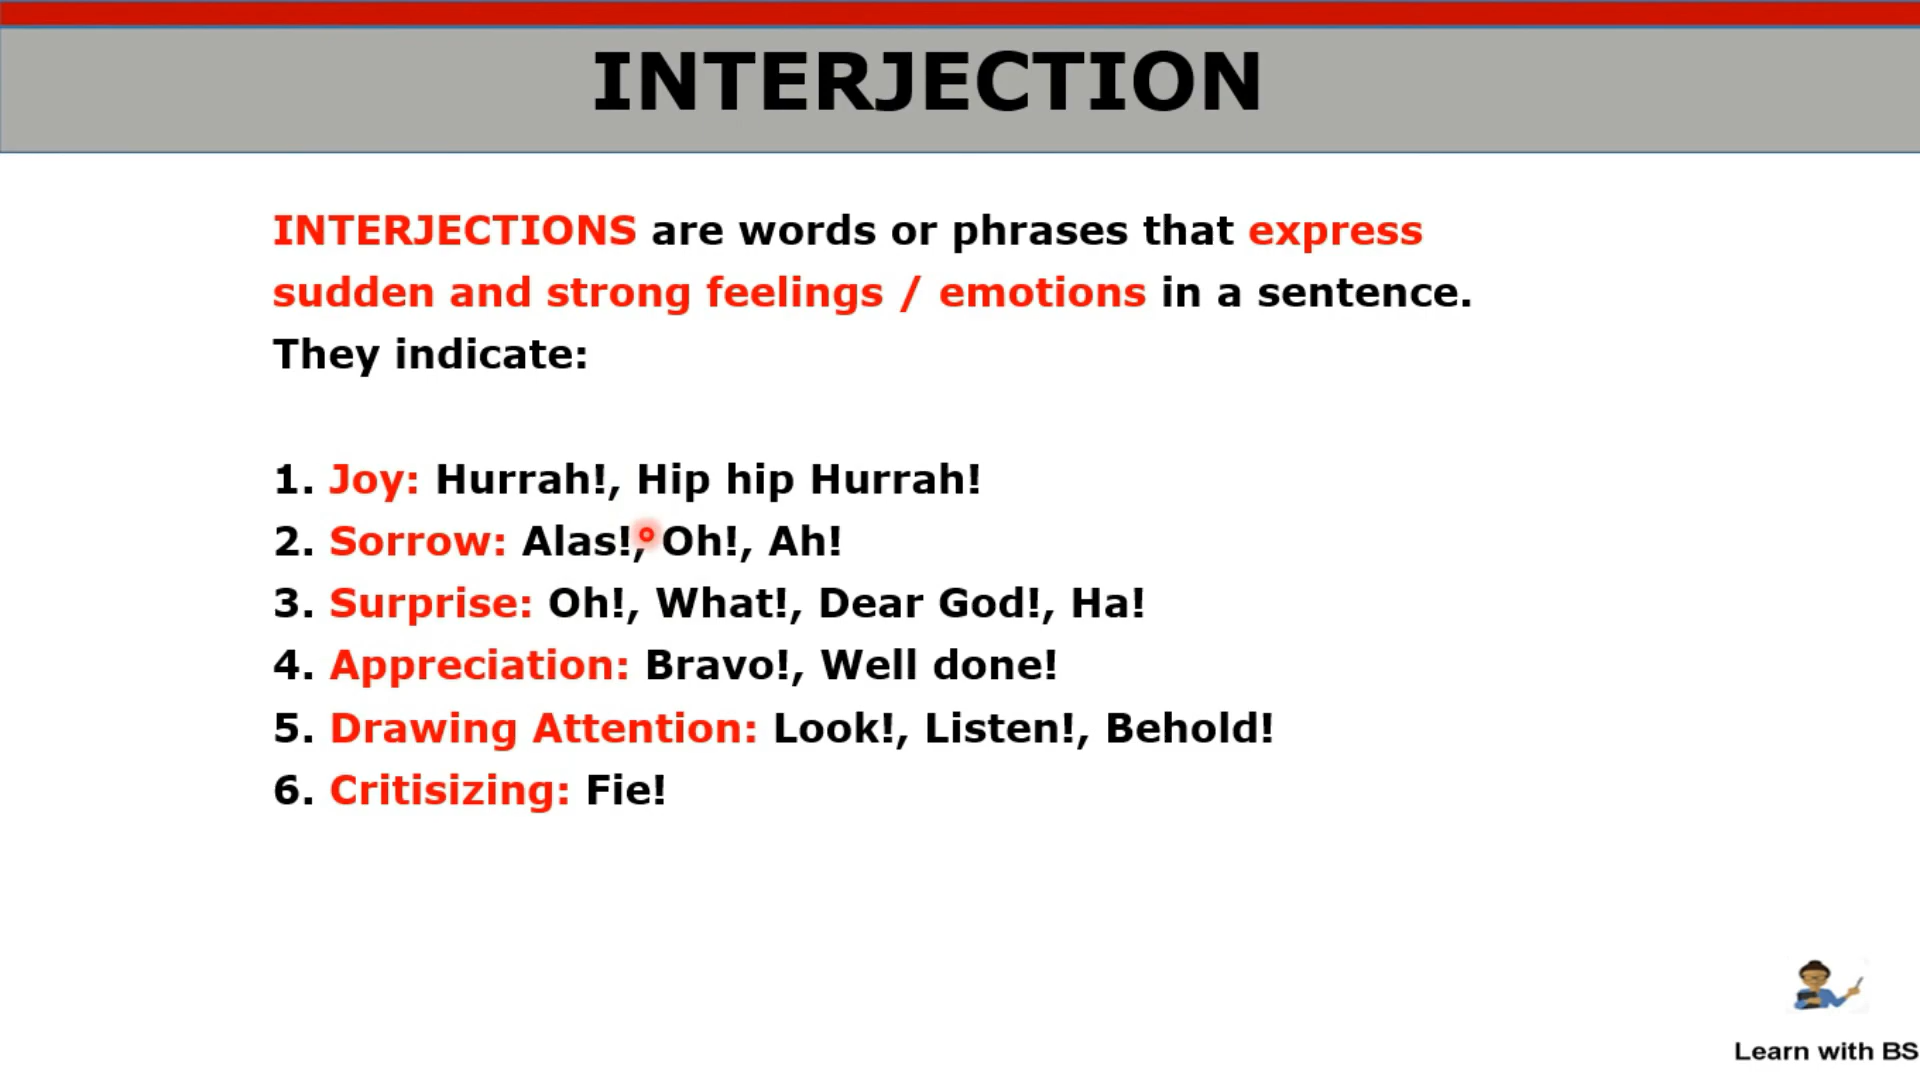 INTERJECTION
INTERJECTIONS are words or phrases that express
sudden and strong feelings / emotions in a sentence.
They indicate:
1. Joy: Hurrah!, Hip hip Hurrah!
2. Sorrow: Alas!, Oh!, Ah!
3. Surprise: Oh!, What!, Dear God!, Ha!
4. Appreciation: Bravo!, Well done!
5. Drawing Attention: Look!, Listen!, Behold!
6. Critisizing: Fie!
Learn with BS